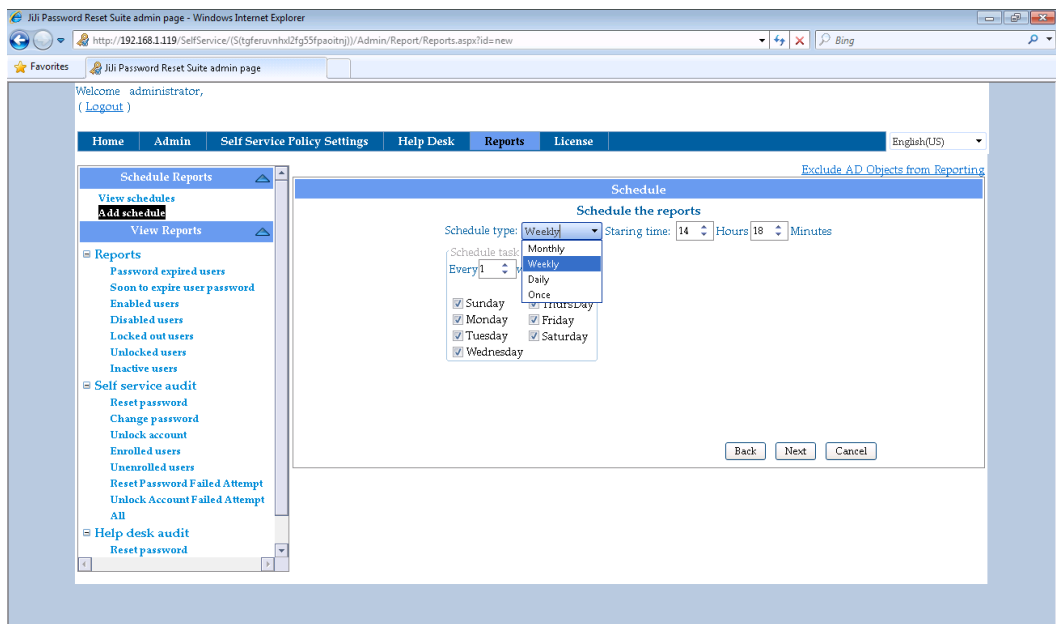 JiJi Password Reset Suite admin page - Windows Internet Explorer
http://192.168.1.119/SelfService/(S(tgferuvnhxl2fg55fpaoitnj))/Admin/Report/Reports.aspx?id=new
Bing
Favorites
JiJi Password Reset Suite admin page
Welcome administrator,
( Logout )
Home Admin Self Service Policy Settings Help Desk Reports License English(US)
Exclude AD Objects from Reporting
Schedule Reports
View schedules
Add schedule
View Reports
Reports
Password expired users
Soon to expire user password
Enabled users
Disabled users
Locked out users
Unlocked users
Inactive users
Self service audit
Reset password
Change password
Unlock account
Enrolled users
Unenrolled users
Reset Password Failed Attempt
Unlock Account Failed Attempt
All
Help desk audit
Reset password
Schedule
Schedule the reports
Schedule type: Weekly Staring time: 14 Hours 18 Minutes
Monthly
Weekly
Daily
Once
Schedule task
Every 1
Sunday ThursDay
Monday Friday
Tuesday Saturday
Wednesday
Back Next Cancel